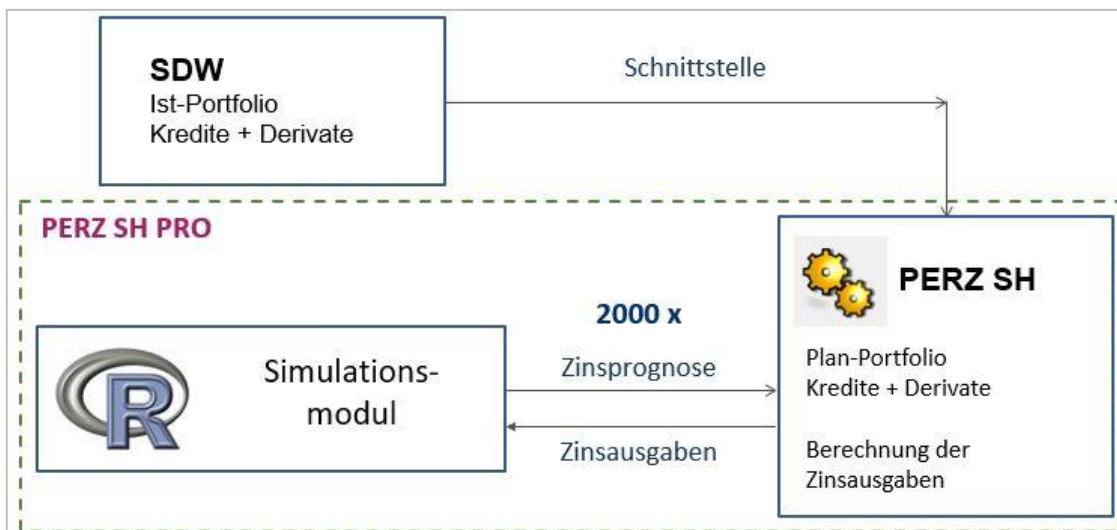 SDW
Ist-Portfolio
Kredite + Derivate
Schnittstelle
PERZ SH PRO
PERZ SH
2000 x
Zinsprognose
Zinsausgaben
R
Simulations-
modul
Plan-Portfolio
Kredite + Derivate
Berechnung der
Zinsausgaben